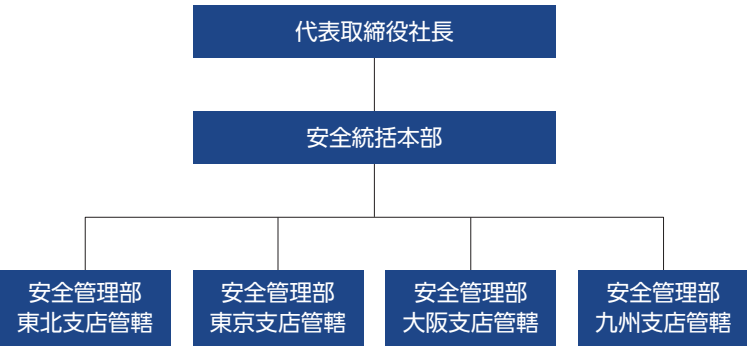 代表取締役社長
安全統括本部
安全管理部
東北支店管轄
安全管理部
東京支店管轄
安全管理部
大阪支店管轄
安全管理部
九州支店管轄